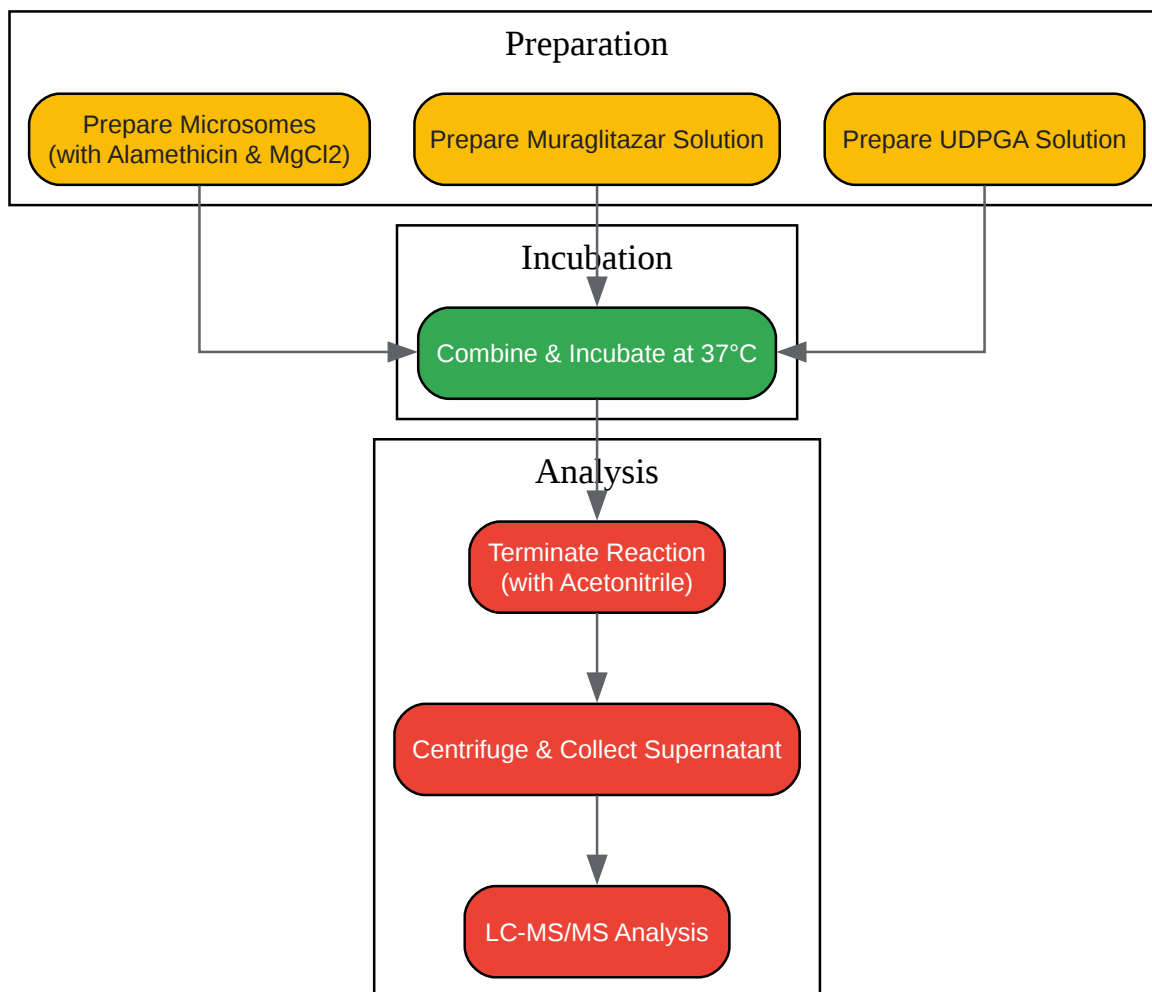 Preparation
Prepare Microsomes
(with Alamethicin & MgCl2)
Prepare Muraglitazar Solution
Prepare UDPGA Solution
Incubation
Combine & Incubate at 37°C
Analysis
Terminate Reaction
(with Acetonitrile)
Centrifuge & Collect Supernatant
LC-MS/MS Analysis